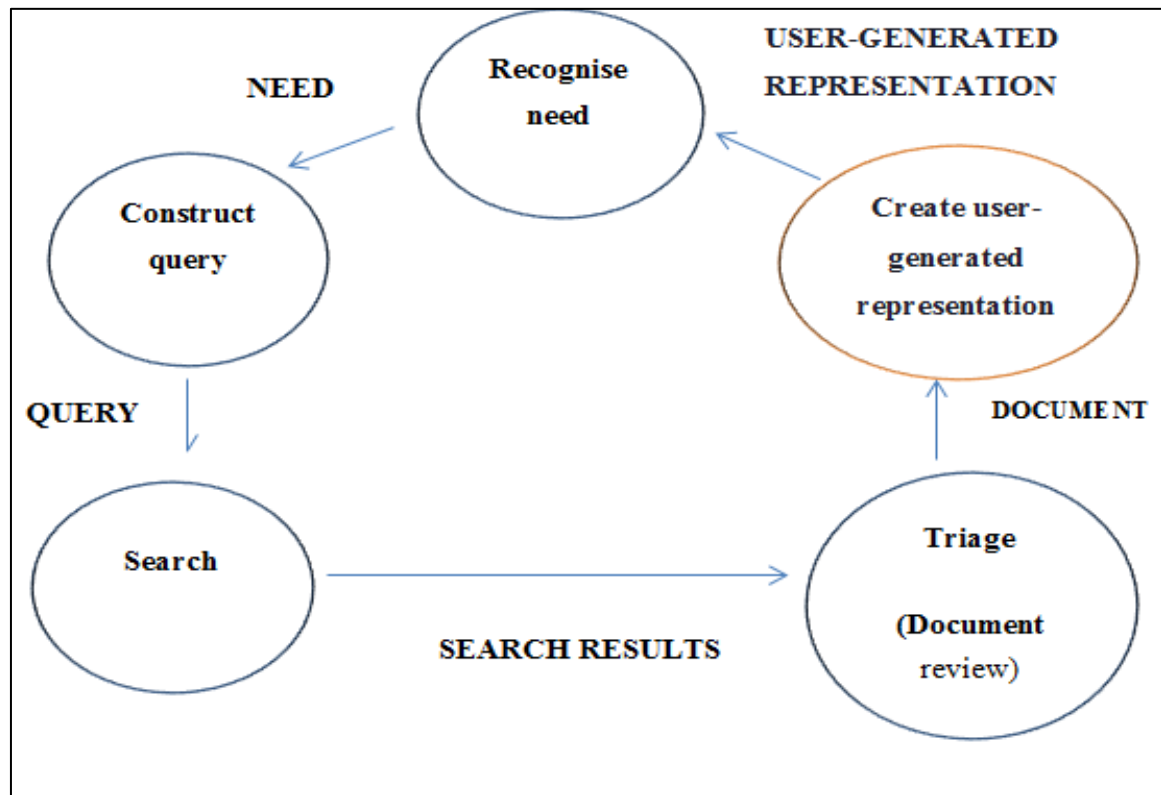 Recognise
need
NEED
Construct
query
QUERY
Search
SEARCH RESULTS
Triage
(Document
review)
DOCUMENT
Create user-
generated
representation
USER-GENERATED
REPRESENTATION